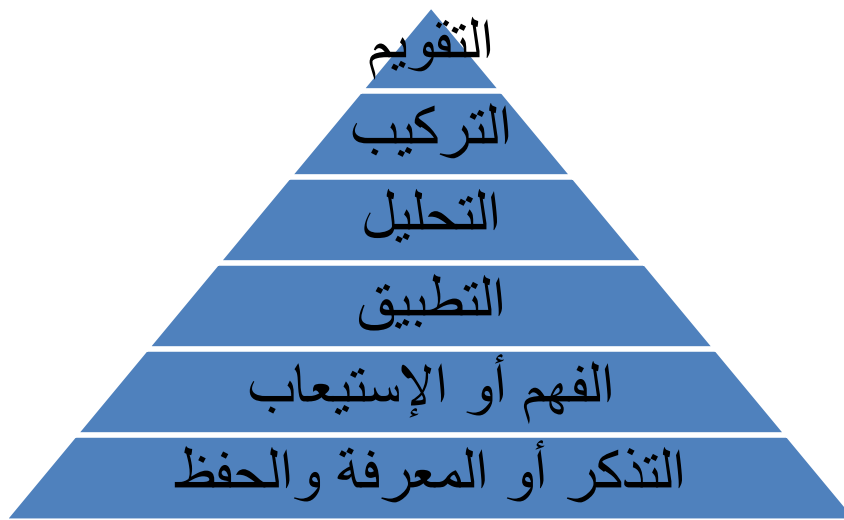 التقويم
التركيب
التحليل
التطبيق
الفهم أو الإستيعاب
التذكر أو المعرفة والحفظ